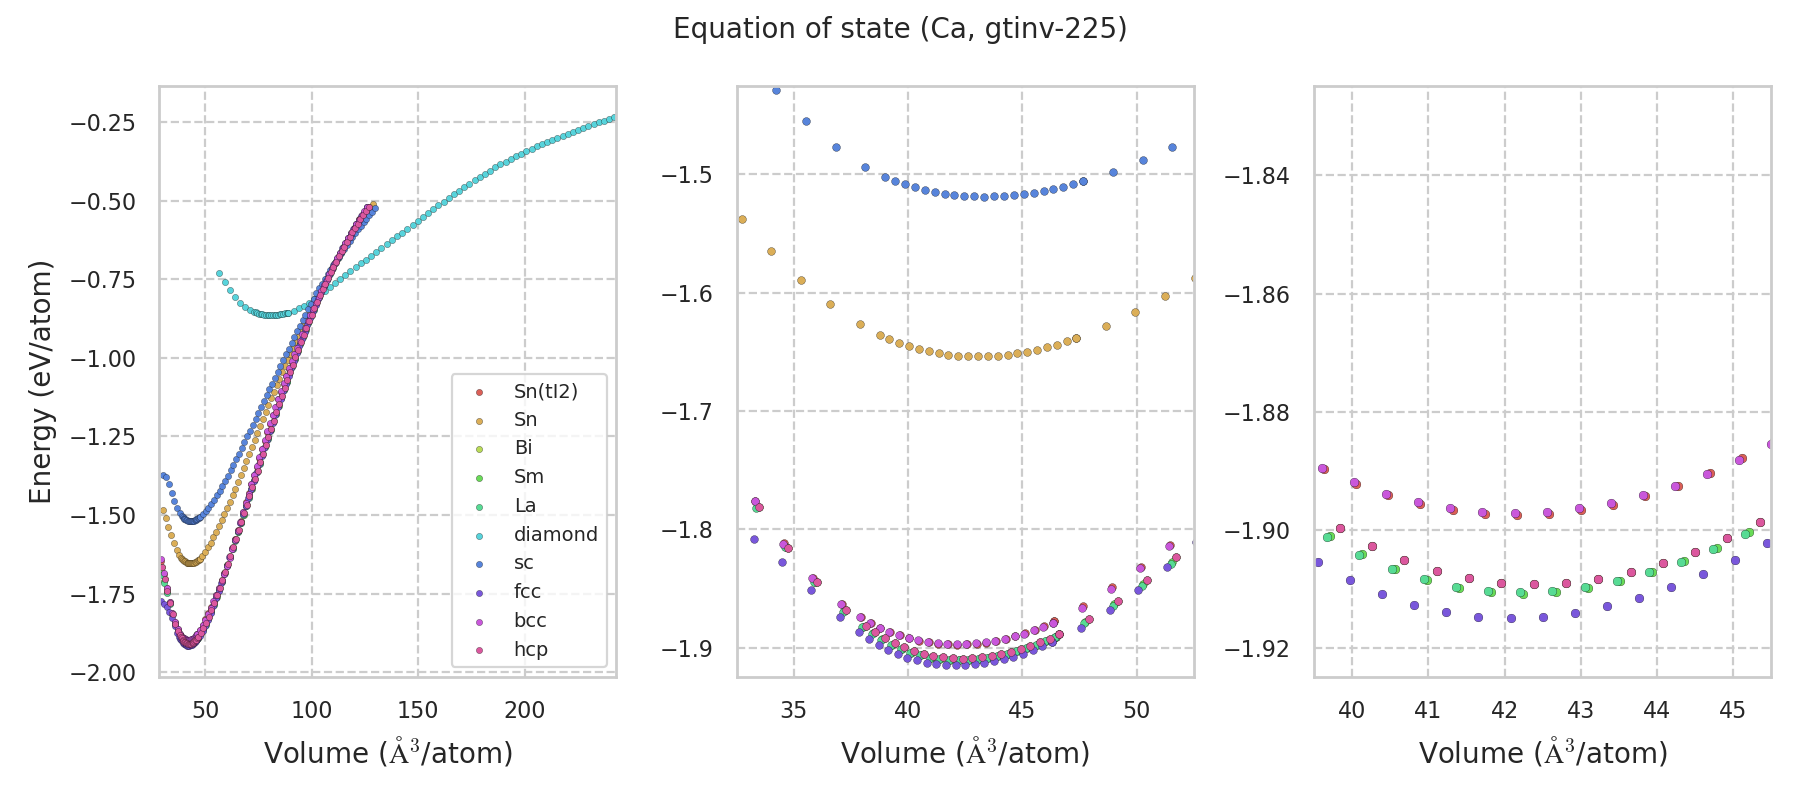 Equation of state (Ca, gtinv-225)
Energy (eV/atom)
−0.25
−0.50
−0.75
−1.00
−1.25
−1.50
−1.75
−2.00
50 100 150 200
Volume (Å³/atom)
Sn(tI2)
Sn
Bi
Sm
La
diamond
sc
fcc
bcc
hcp
−1.5
−1.6
−1.7
−1.8
−1.9
35 40 45 50
Volume (Å³/atom)
−1.84
−1.86
−1.88
−1.90
−1.92
40 41 42 43 44 45
Volume (Å³/atom)